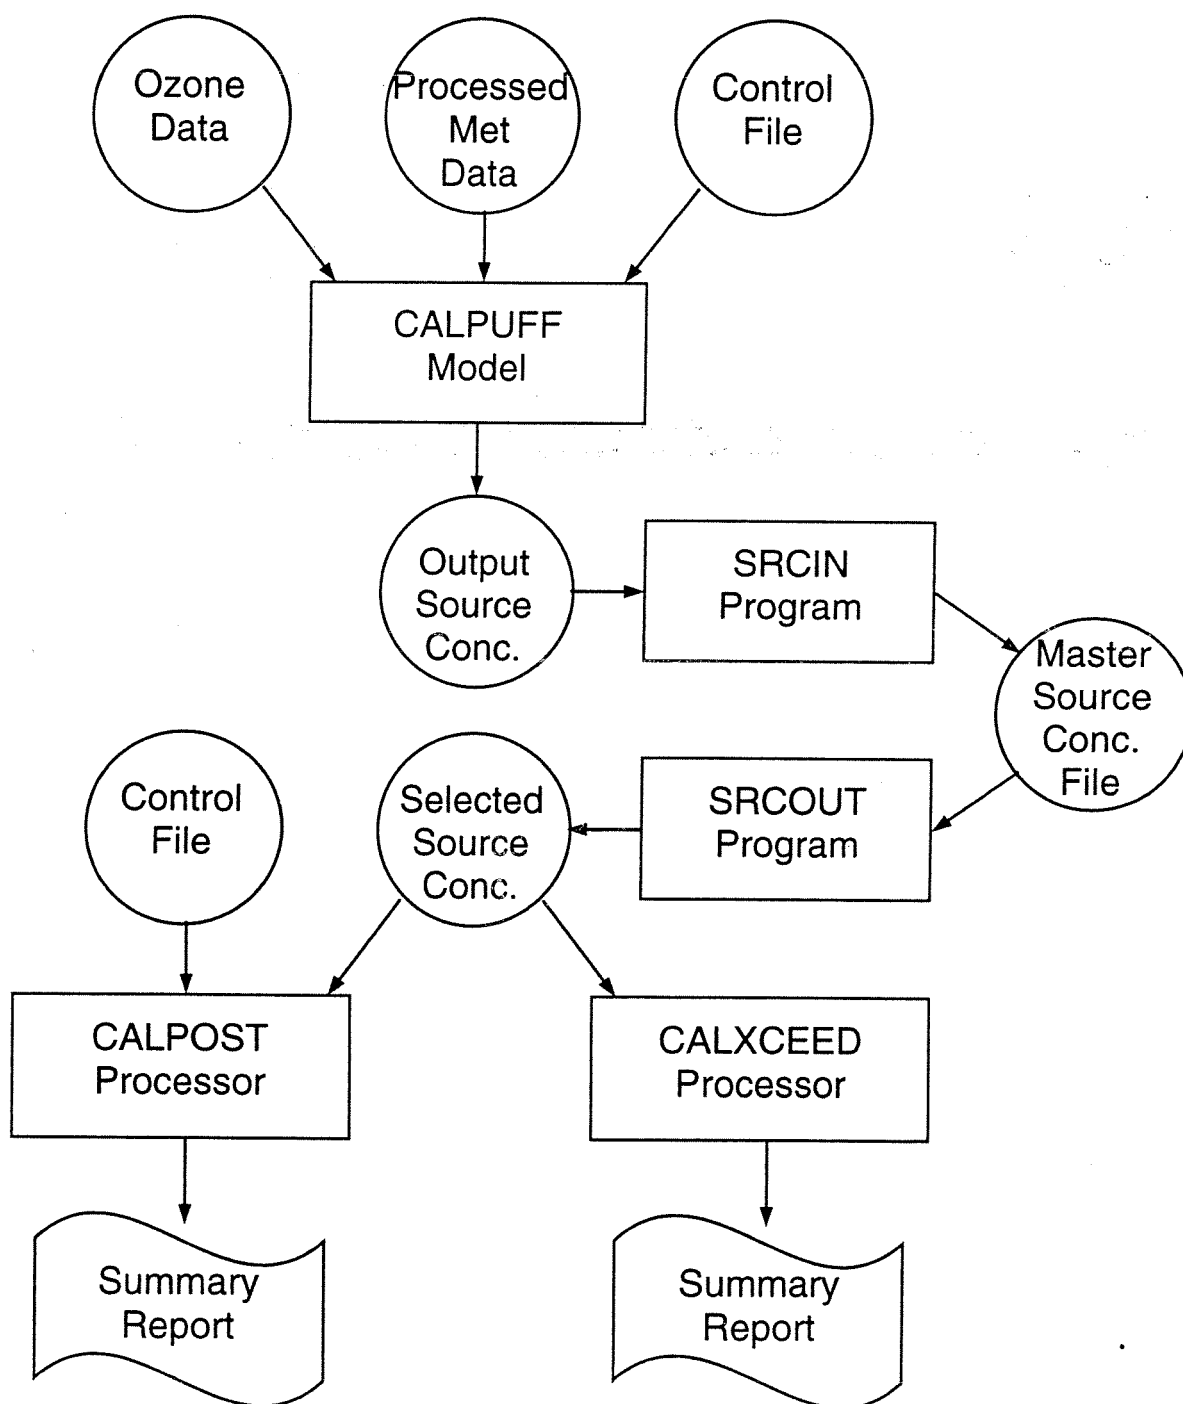 Ozone
Data
Processed
Met
Data
Control
File
CALPUFF
Model
Output
Source
Conc.
SRCIN
Program
Master
Source
Conc.
File
Control
File
Selected
Source
Conc.
SRCOUT
Program
CALPOST
Processor
CALXCEED
Processor
Summary
Report
Summary
Report